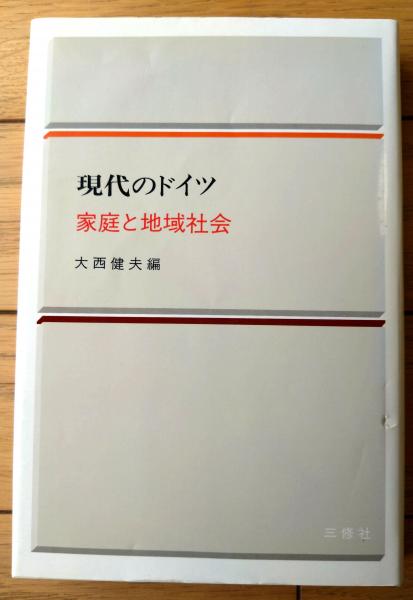 現代のドイツ
家庭と地域社会
大西健夫編
三修社